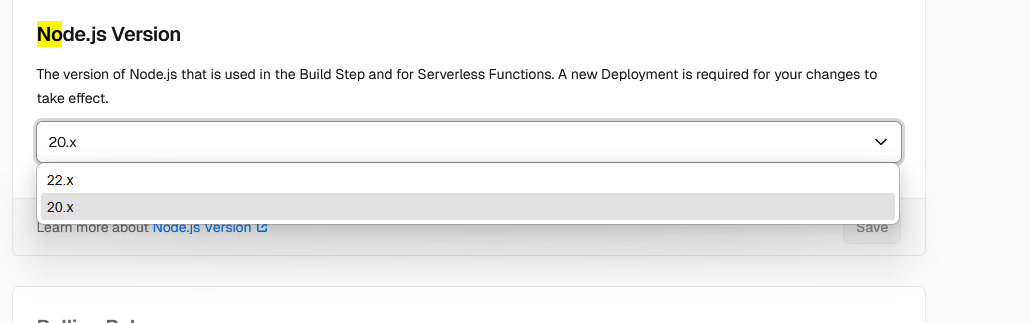 Node.js Version
The version of Node.js that is used in the Build Step and for Serverless Functions. A new Deployment is required for your changes to
take effect.
20.x
22.x
20.x
Learn more about Node.js Version
Save